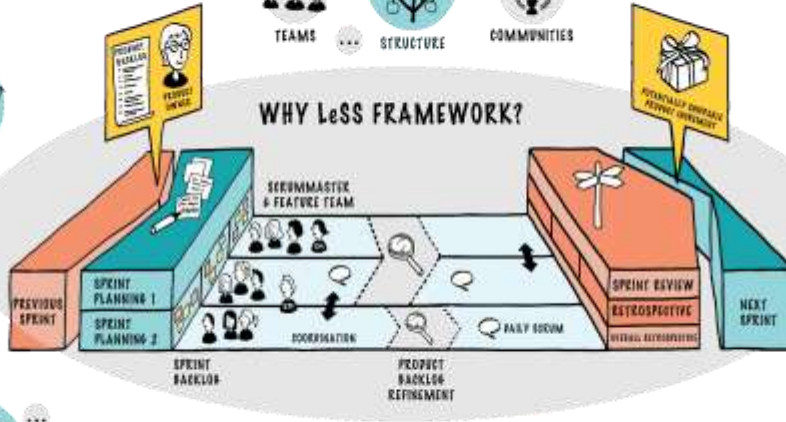 TEAMS
...
STRUCTURE
COMMUNITIES
PRODUCT
BACKLOG
PRODUCT
OWNER
POTENTIALLY SHIPPABLE
PRODUCT INCREMENT
WHY LeSS FRAMEWORK?
SCRUMMASTER
& FEATURE TEAM
PREVIOUS
SPRINT
SPRINT
PLANNING 1
SPRINT
PLANNING 2
SPRINT
BACKLOG
COORDINATION
PRODUCT
BACKLOG
REFINEMENT
DAILY SCRUM
SPRINT REVIEW
RETROSPECTIVE
OVERALL RETROSPECTIVE
NEXT
SPRINT
...